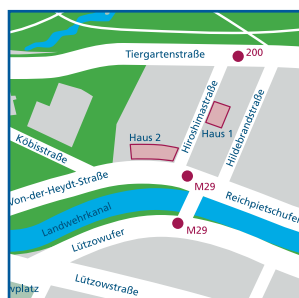 200
Tiergartenstraße
Hiroshimastraße
Hildebrandstraße
Haus 1
Haus 2
Köbisstraße
Von-der-Heydt-Straße
M29
Reichpietschufer
Landwehrkanal
M29
Lützowufer
Lützowstraße